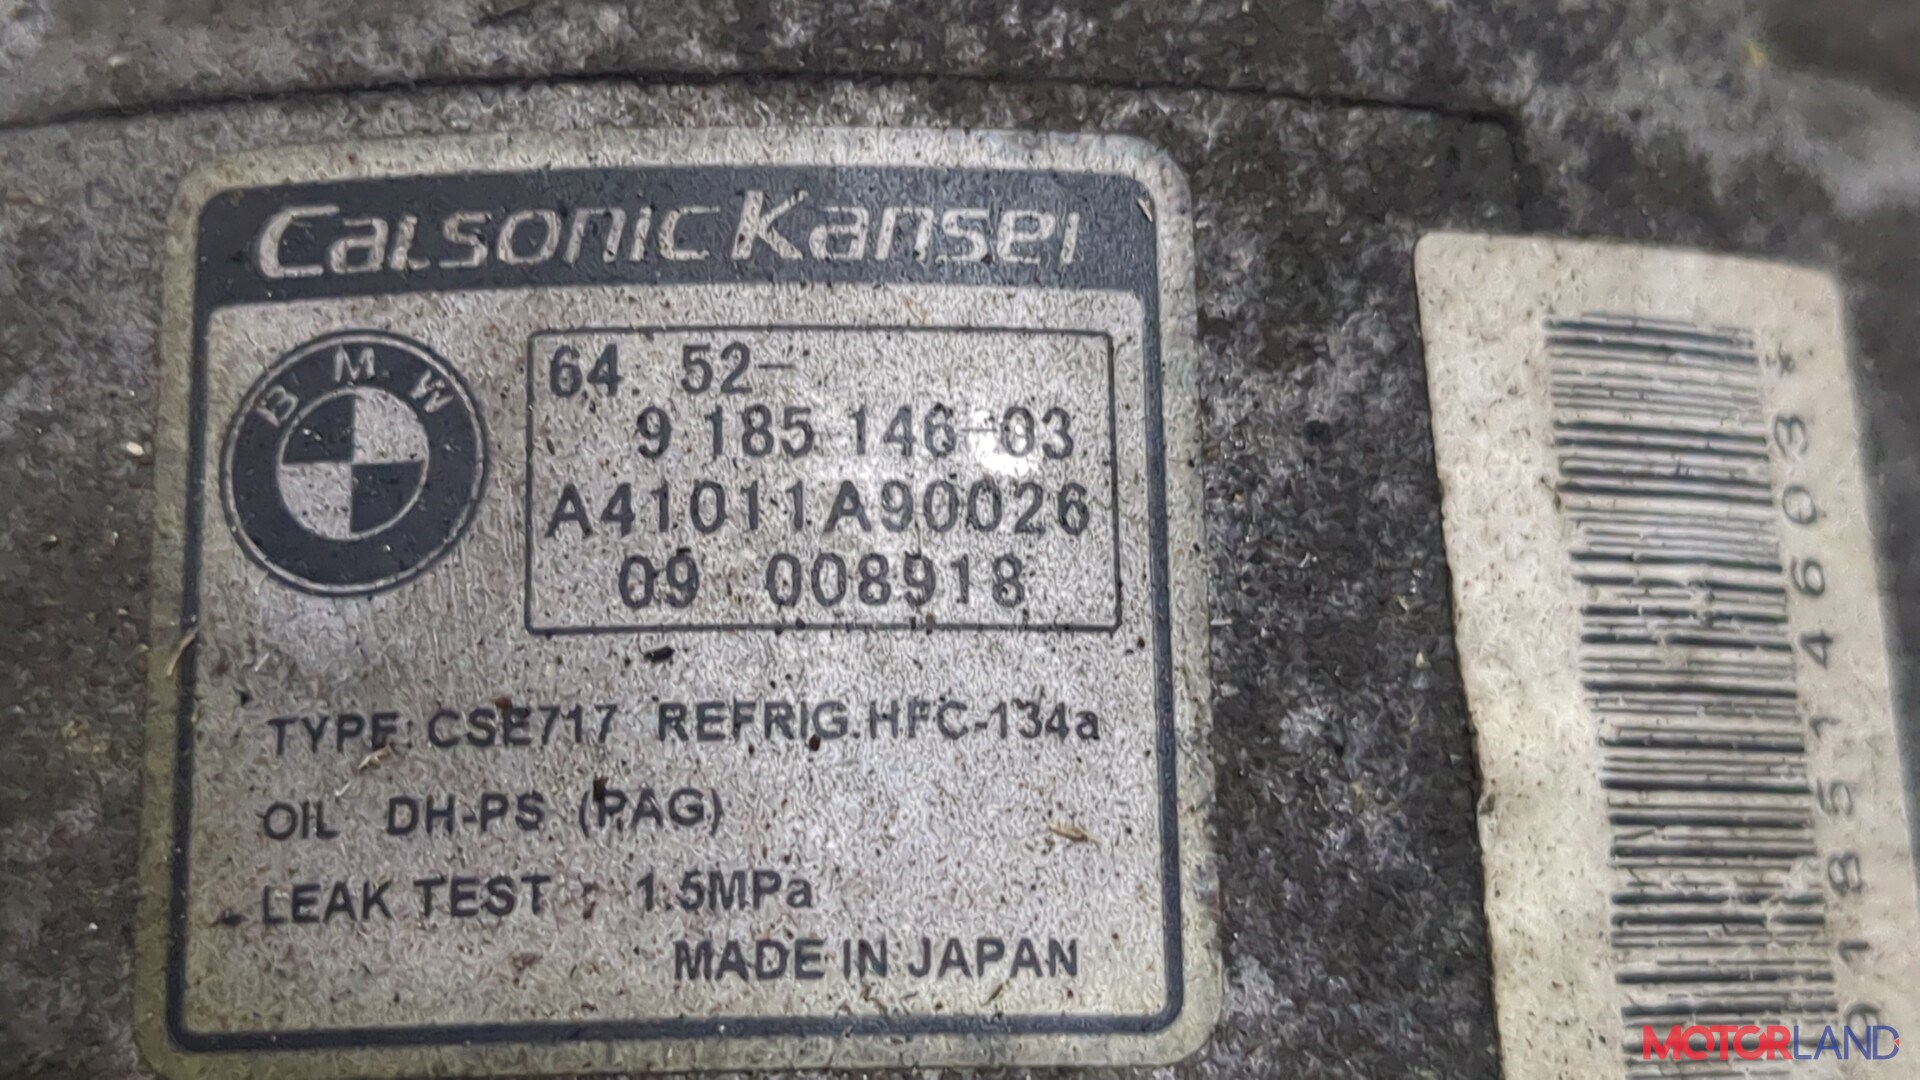 CalsonicKansei
BMW
64 52-
9 185 146-03
A41011A90026
09 008918
TYPE: CSE717 REFRIG.HFC-134a
OIL DH-PS (PAG)
LEAK TEST : 1.5MPa
MADE IN JAPAN
918514603*
MOTORLAND